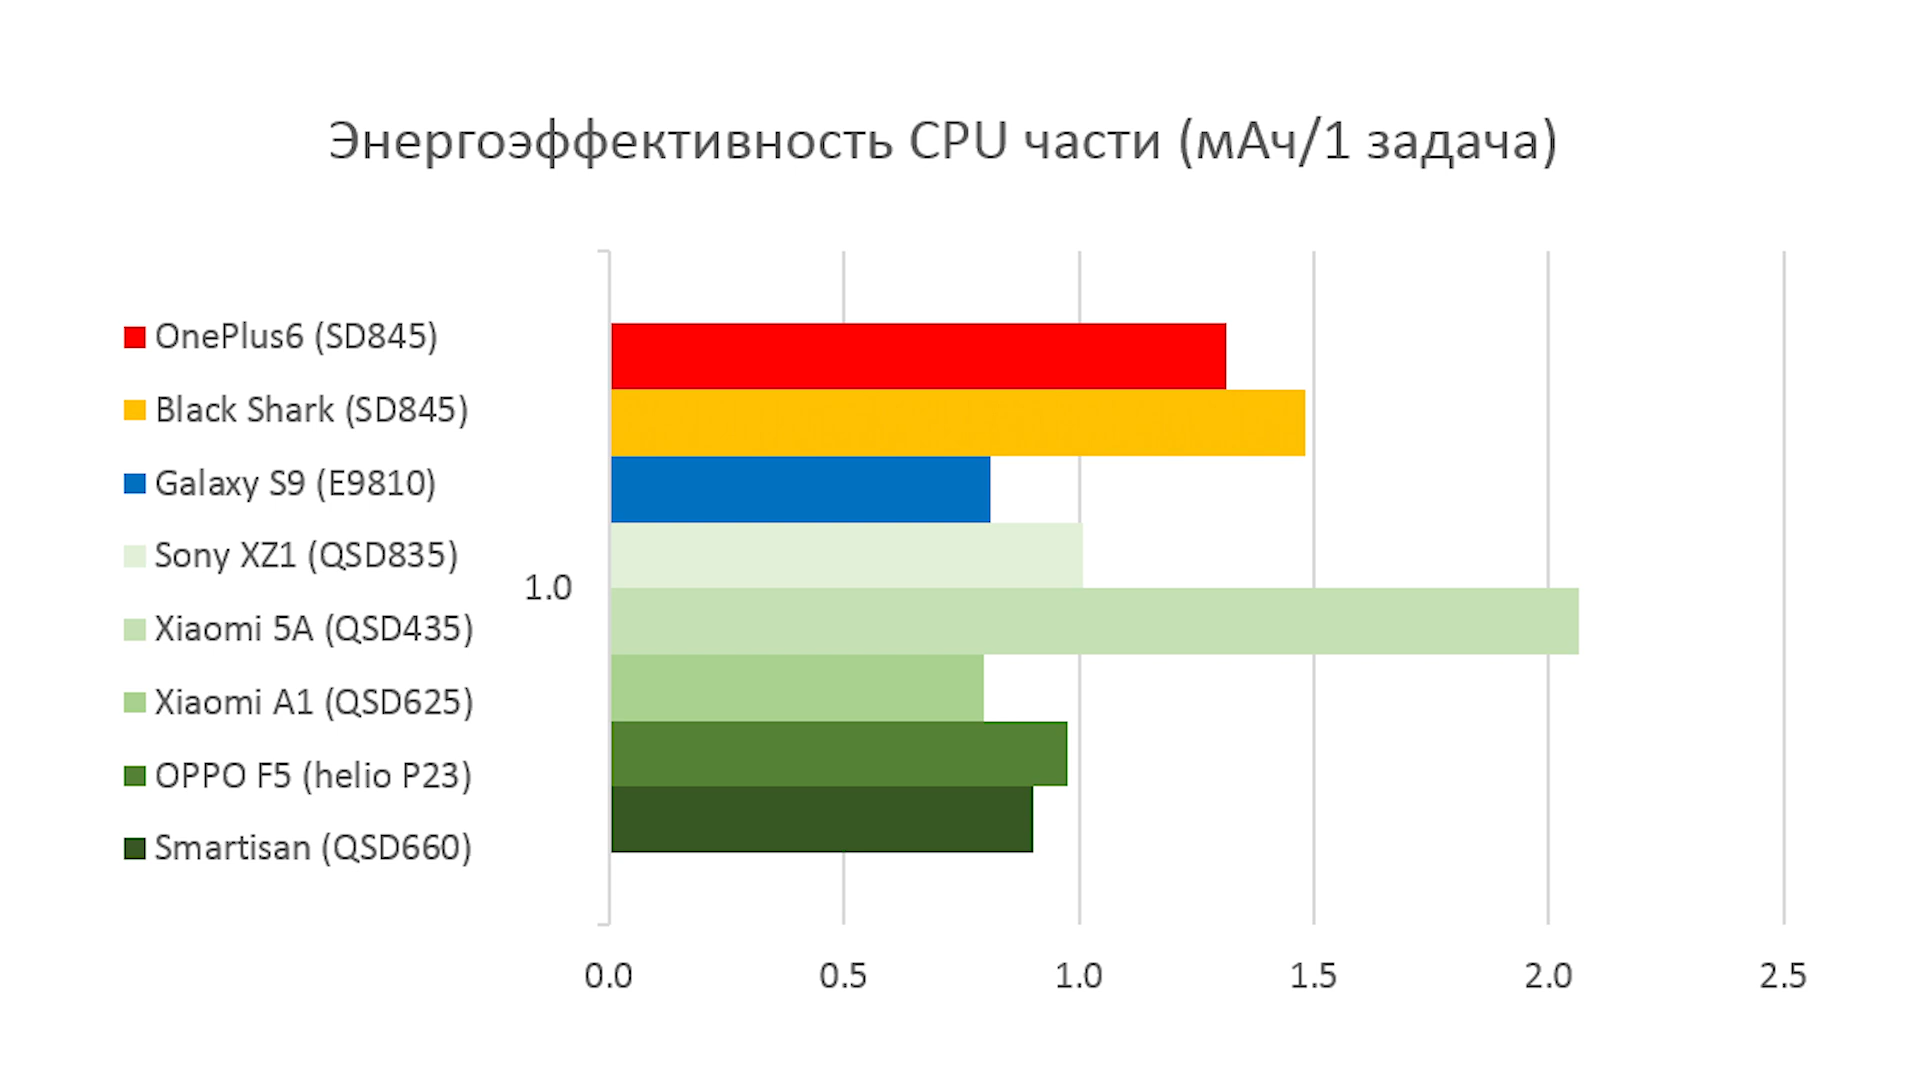 Энергоэффективность CPU части (мАч/1 задача)
OnePlus6 (SD845)
Black Shark (SD845)
Galaxy S9 (E9810)
Sony XZ1 (QSD835)
Xiaomi 5A (QSD435)
Xiaomi A1 (QSD625)
OPPO F5 (helio P23)
Smartisan (QSD660)
1.0
0.0 0.5 1.0 1.5 2.0 2.5